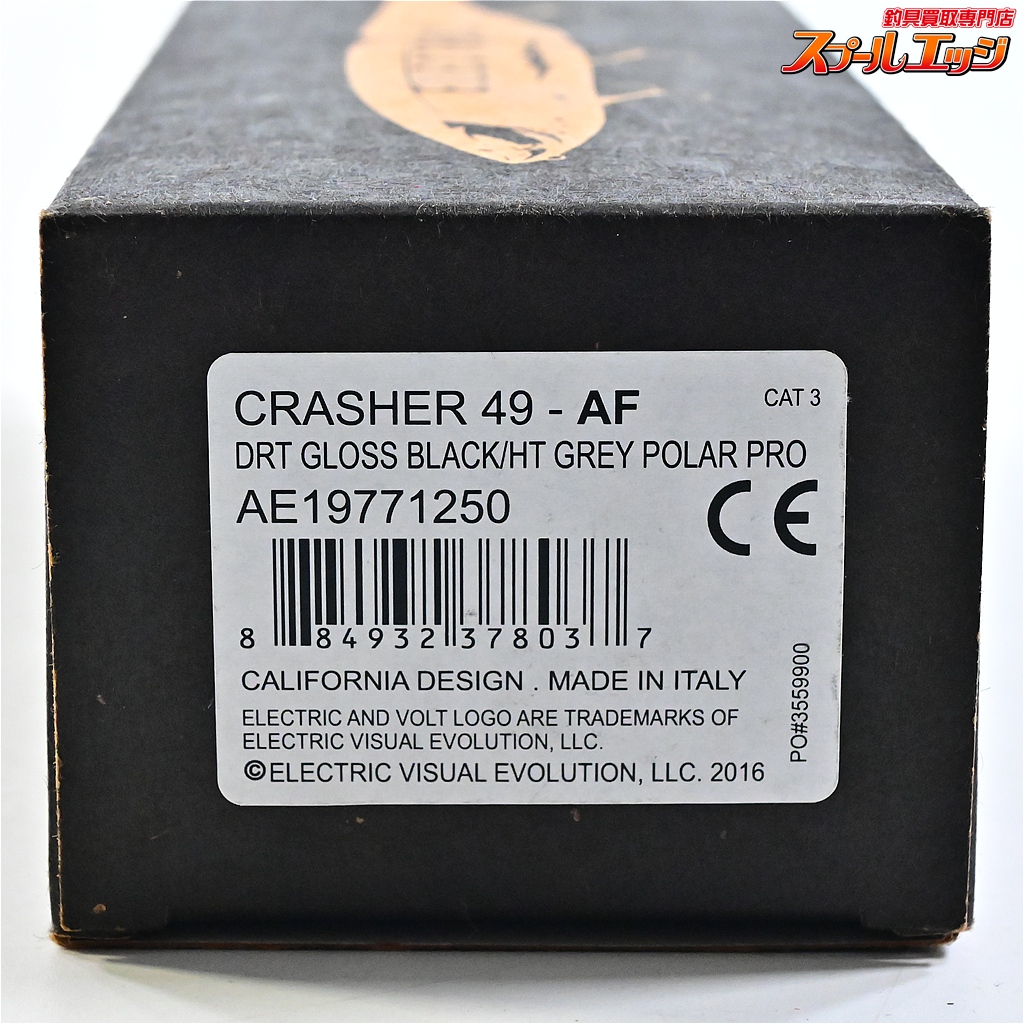 釣具買取専門店
スプールエッジ
CRASHER 49 - AF
CAT 3
DRT GLOSS BLACK/HT GREY POLAR PRO
AE19771250
CE
8 84932 37803 7
CALIFORNIA DESIGN . MADE IN ITALY
ELECTRIC AND VOLT LOGO ARE TRADEMARKS OF
ELECTRIC VISUAL EVOLUTION, LLC.
©ELECTRIC VISUAL EVOLUTION, LLC. 2016
PO#3559900